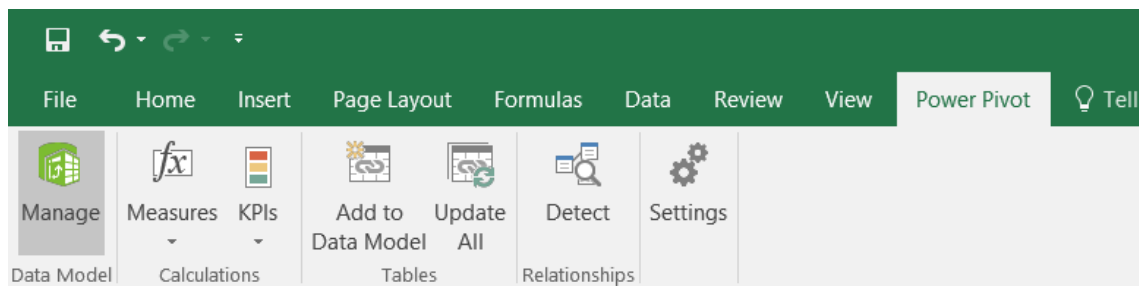 File Home Insert Page Layout Formulas Data Review View Power Pivot Tell
fx
Manage Measures KPIs Add to Update Detect Settings
Data Model All
Data Model Calculations Tables Relationships